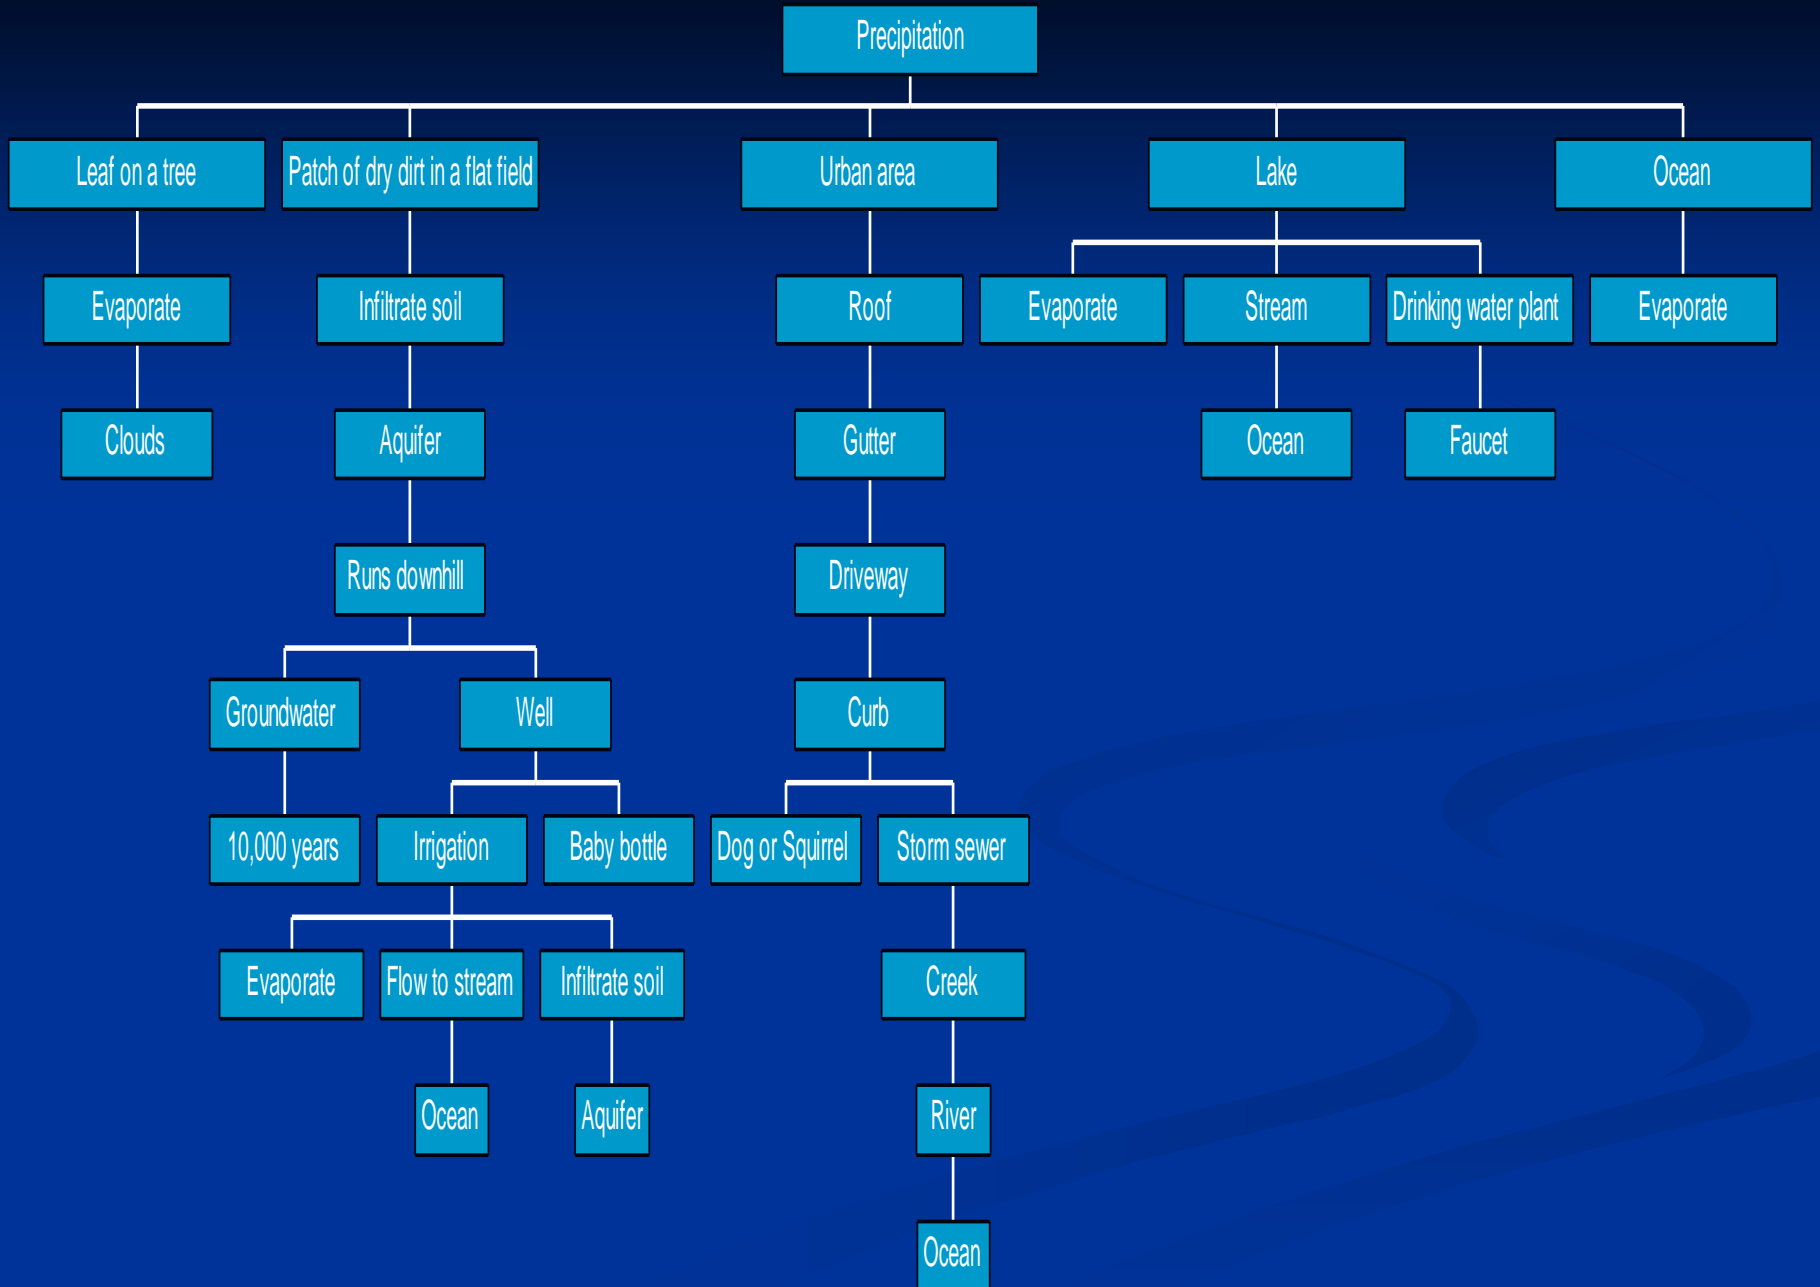 Precipitation
Leaf on a tree
Patch of dry dirt in a flat field
Urban area
Lake
Ocean
Evaporate
Infiltrate soil
Roof
Evaporate
Stream
Drinking water plant
Evaporate
Clouds
Aquifer
Gutter
Ocean
Faucet
Runs downhill
Driveway
Groundwater
Well
Curb
10,000 years
Irrigation
Baby bottle
Dog or Squirrel
Storm sewer
Evaporate
Flow to stream
Infiltrate soil
Creek
Ocean
Aquifer
River
Ocean